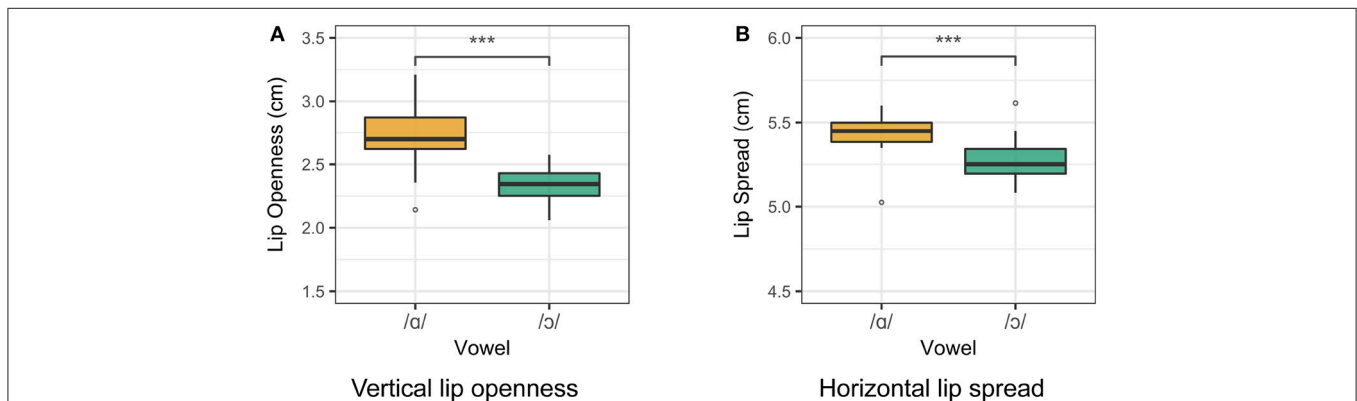 A
3.5
***
3.0
2.5
2.0
1.5
Lip Openness (cm)
/ɑ/ /ɔ/
Vowel
Vertical lip openness
B
6.0
***
5.5
5.0
4.5
Lip Spread (cm)
/ɑ/ /ɔ/
Vowel
Horizontal lip spread